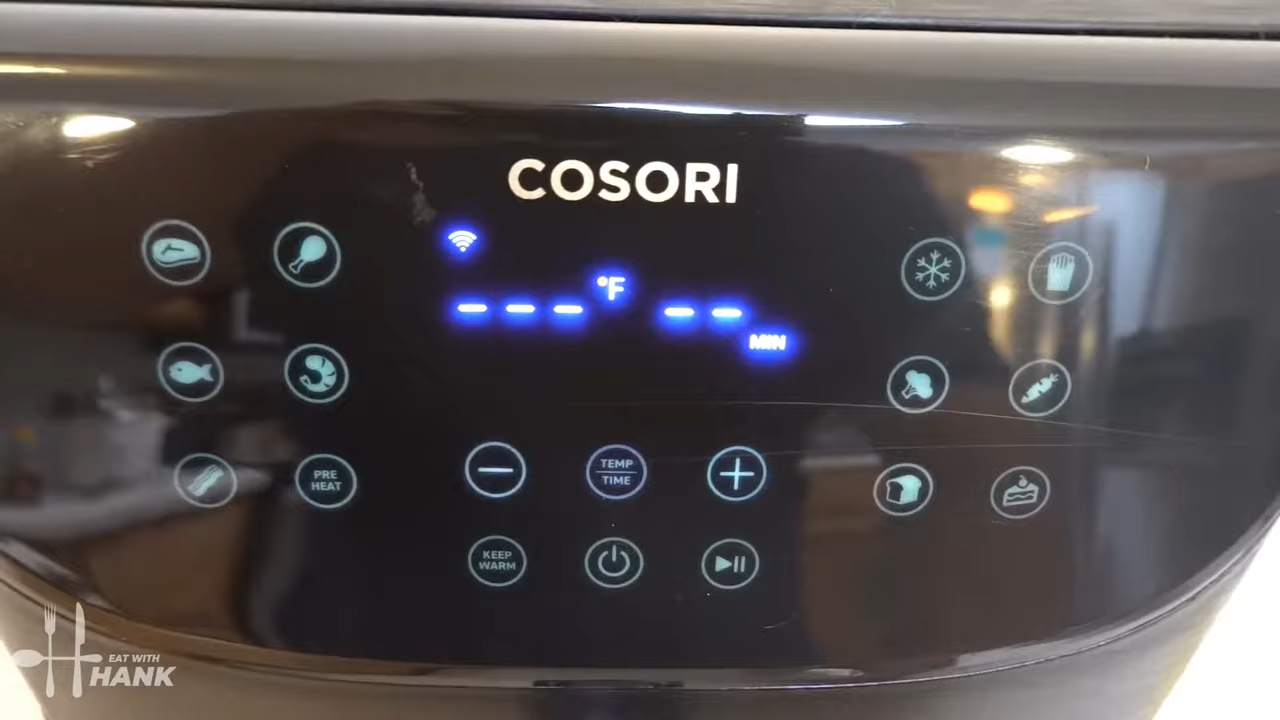 COSORI
°F
--- --
MIN
PRE
HEAT
TEMP
TIME
KEEP
WARM
EAT WITH
HANK